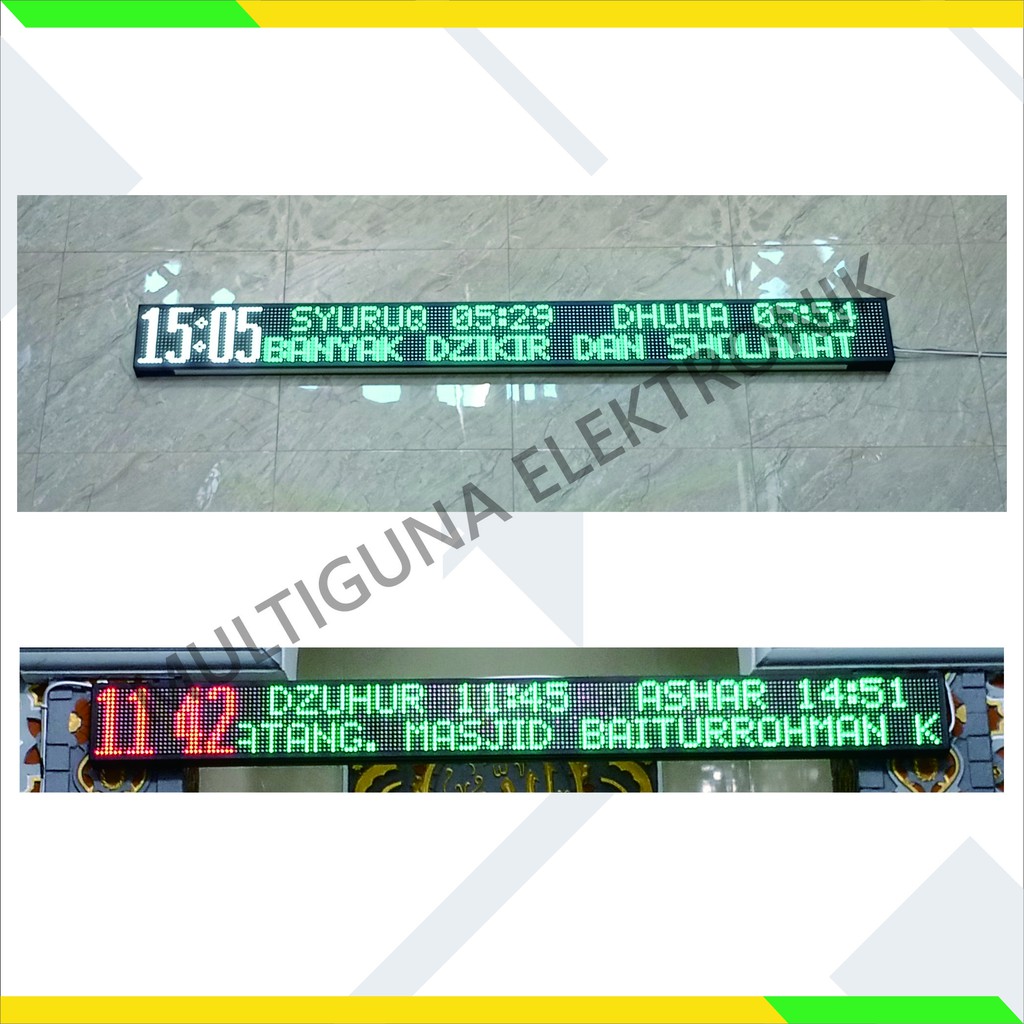 15:05 SYURUQ 05:29 DHUHA 05:54
BANYAK DZIKIR DAN SHOLAWAT
MULTIGUNA ELEKTRONIK
11 42 DZUHUR 11:45 ASHAR 14:51
ATANG. MASJID BAITURROHMAN K